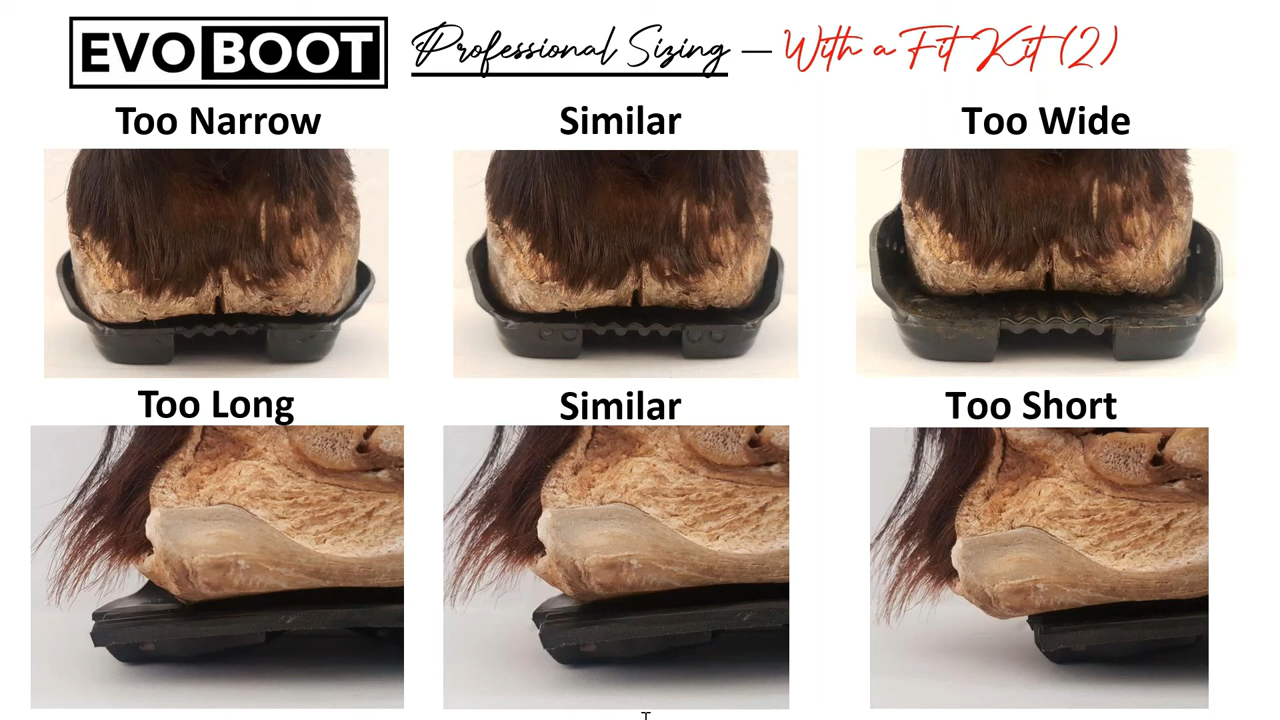 EVO BOOT Professional Sizing — With a Fit Kit (2)
Too Narrow Similar Too Wide
Too Long Similar Too Short